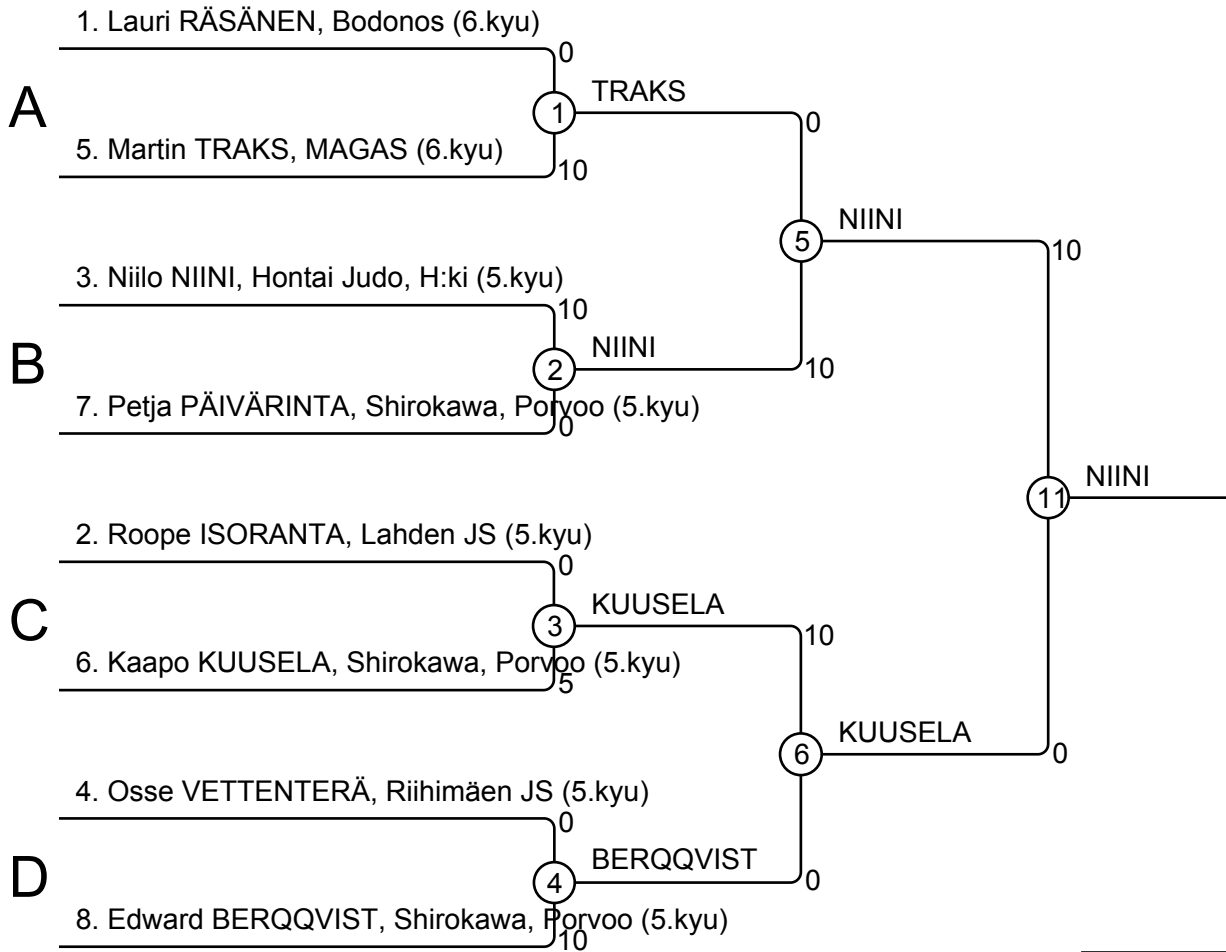 1. Lauri RÄSÄNEN, Bodonos (6.kyu)
0
A
1
TRAKS
0
5. Martin TRAKS, MAGAS (6.kyu)
10
5
NIINI
10
3. Niilo NIINI, Hontai Judo, H:ki (5.kyu)
10
B
2
NIINI
10
7. Petja PÄIVÄRINTA, Shirokawa, Porvoo (5.kyu)
0
11
NIINI
2. Roope ISORANTA, Lahden JS (5.kyu)
0
C
3
KUUSELA
10
6. Kaapo KUUSELA, Shirokawa, Porvoo (5.kyu)
5
6
KUUSELA
0
4. Osse VETTENTERÄ, Riihimäen JS (5.kyu)
0
D
4
BERQQVIST
0
8. Edward BERQQVIST, Shirokawa, Porvoo (5.kyu)
10